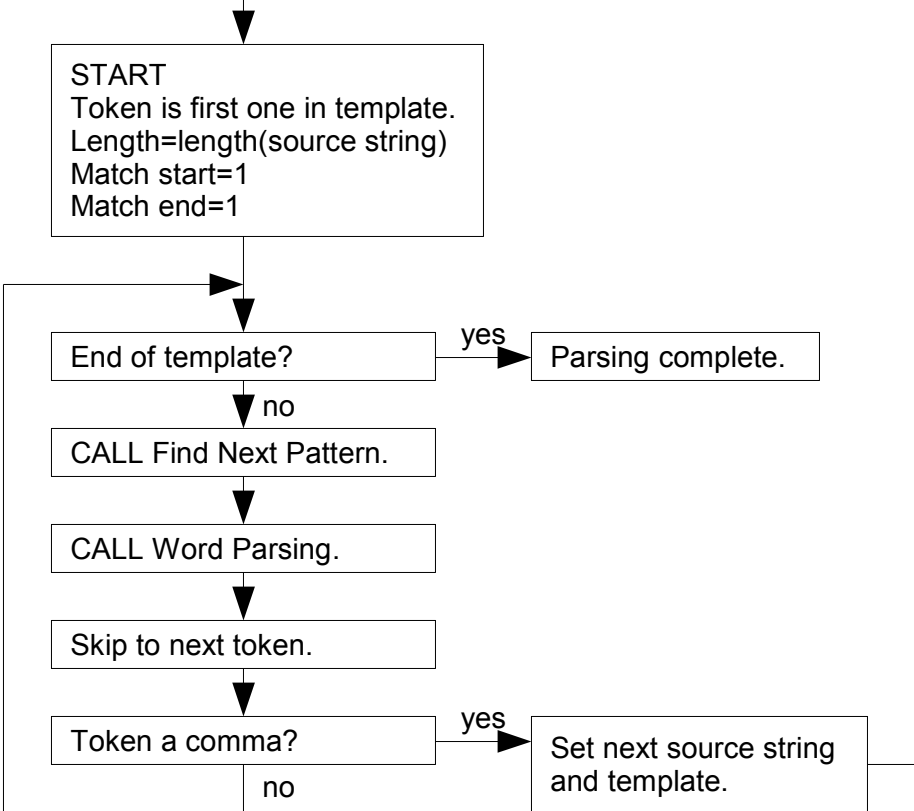 START
Token is first one in template.
Length=length(source string)
Match start=1
Match end=1
End of template?
yes
Parsing complete.
no
CALL Find Next Pattern.
CALL Word Parsing.
Skip to next token.
Token a comma?
yes
Set next source string
and template.
no